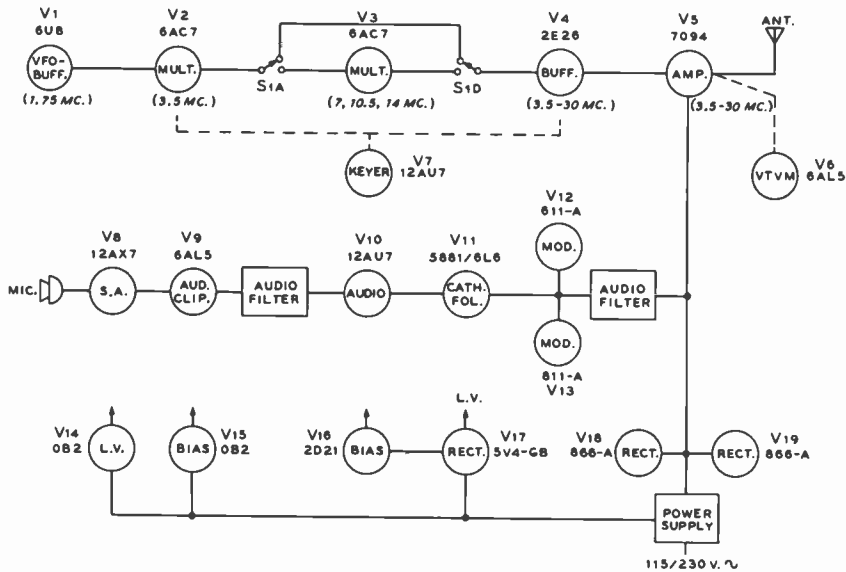 V1
6U8
VFO-
BUFF.
(1.75 MC.)
V2
6AC7
MULT.
(3.5 MC.)
S1A
V3
6AC7
MULT.
(7, 10.5, 14 MC.)
S1D
V4
2E26
BUFF.
(3.5-30 MC.)
V5
7094
AMP.
(3.5-30 MC.)
ANT.
V7
12AU7
KEYER
V6
6AL5
VTVM
MIC.
V8
12AX7
S.A.
V9
6AL5
AUD.
CLIP.
AUDIO
FILTER
V10
12AU7
AUDIO
V11
5881/6L6
CATH.
FOL.
V12
611-A
MOD.
MOD.
811-A
V13
AUDIO
FILTER
V14
OB2
L.V.
V15
OB2
BIAS
V16
2D21
BIAS
L.V.
V17
5V4-GB
RECT.
V18
866-A
RECT.
V19
866-A
RECT.
POWER
SUPPLY
115/230 V. ∿